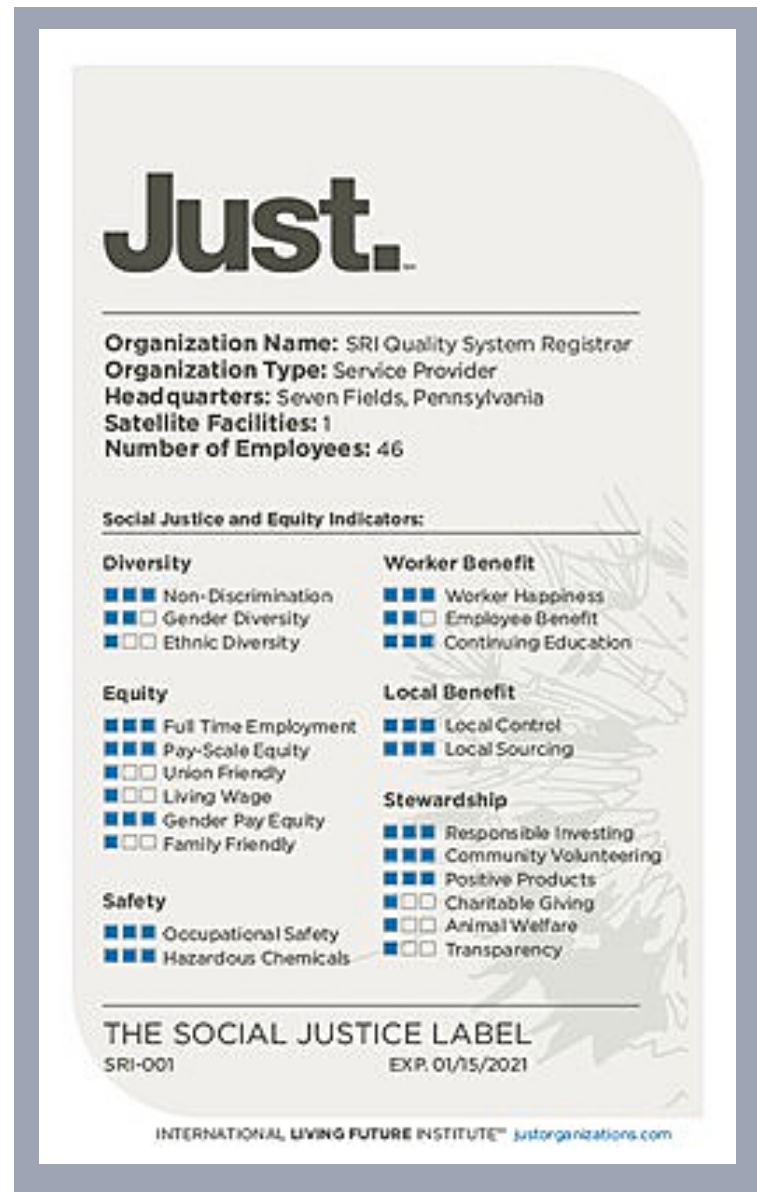 Just.
Organization Name: SRI Quality System Registrar
Organization Type: Service Provider
Headquarters: Seven Fields, Pennsylvania
Satellite Facilities: 1
Number of Employees: 46
Social Justice and Equity Indicators:
Diversity
Non-Discrimination
Gender Diversity
Ethnic Diversity
Equity
Full Time Employment
Pay-Scale Equity
Union Friendly
Living Wage
Gender Pay Equity
Family Friendly
Safety
Occupational Safety
Hazardous Chemicals
Worker Benefit
Worker Happiness
Employee Benefit
Continuing Education
Local Benefit
Local Control
Local Sourcing
Stewardship
Responsible Investing
Community Volunteering
Positive Products
Charitable Giving
Animal Welfare
Transparency
THE SOCIAL JUSTICE LABEL
SRI-001 EXP. 01/15/2021
INTERNATIONAL LIVING FUTURE INSTITUTE™ justorganizations.com